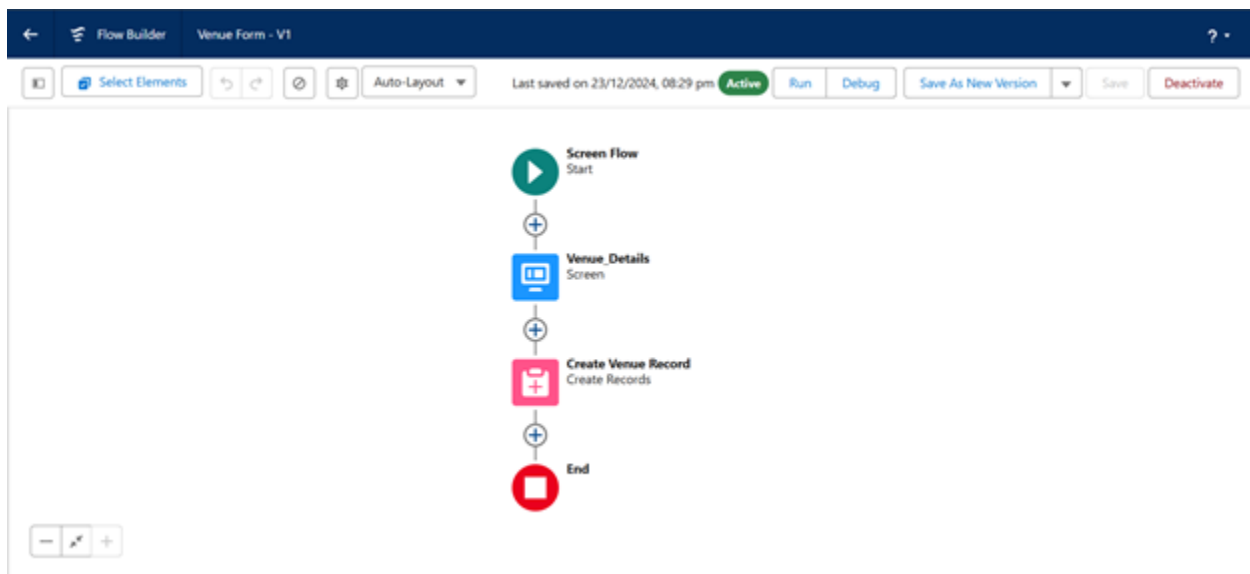 Flow Builder Venue Form - V1 ?
Select Elements Auto-Layout Last saved on 23/12/2024, 08:29 pm Active Run Debug Save As New Version Save Deactivate
Screen Flow
Start
Venue_Details
Screen
Create Venue Record
Create Records
End